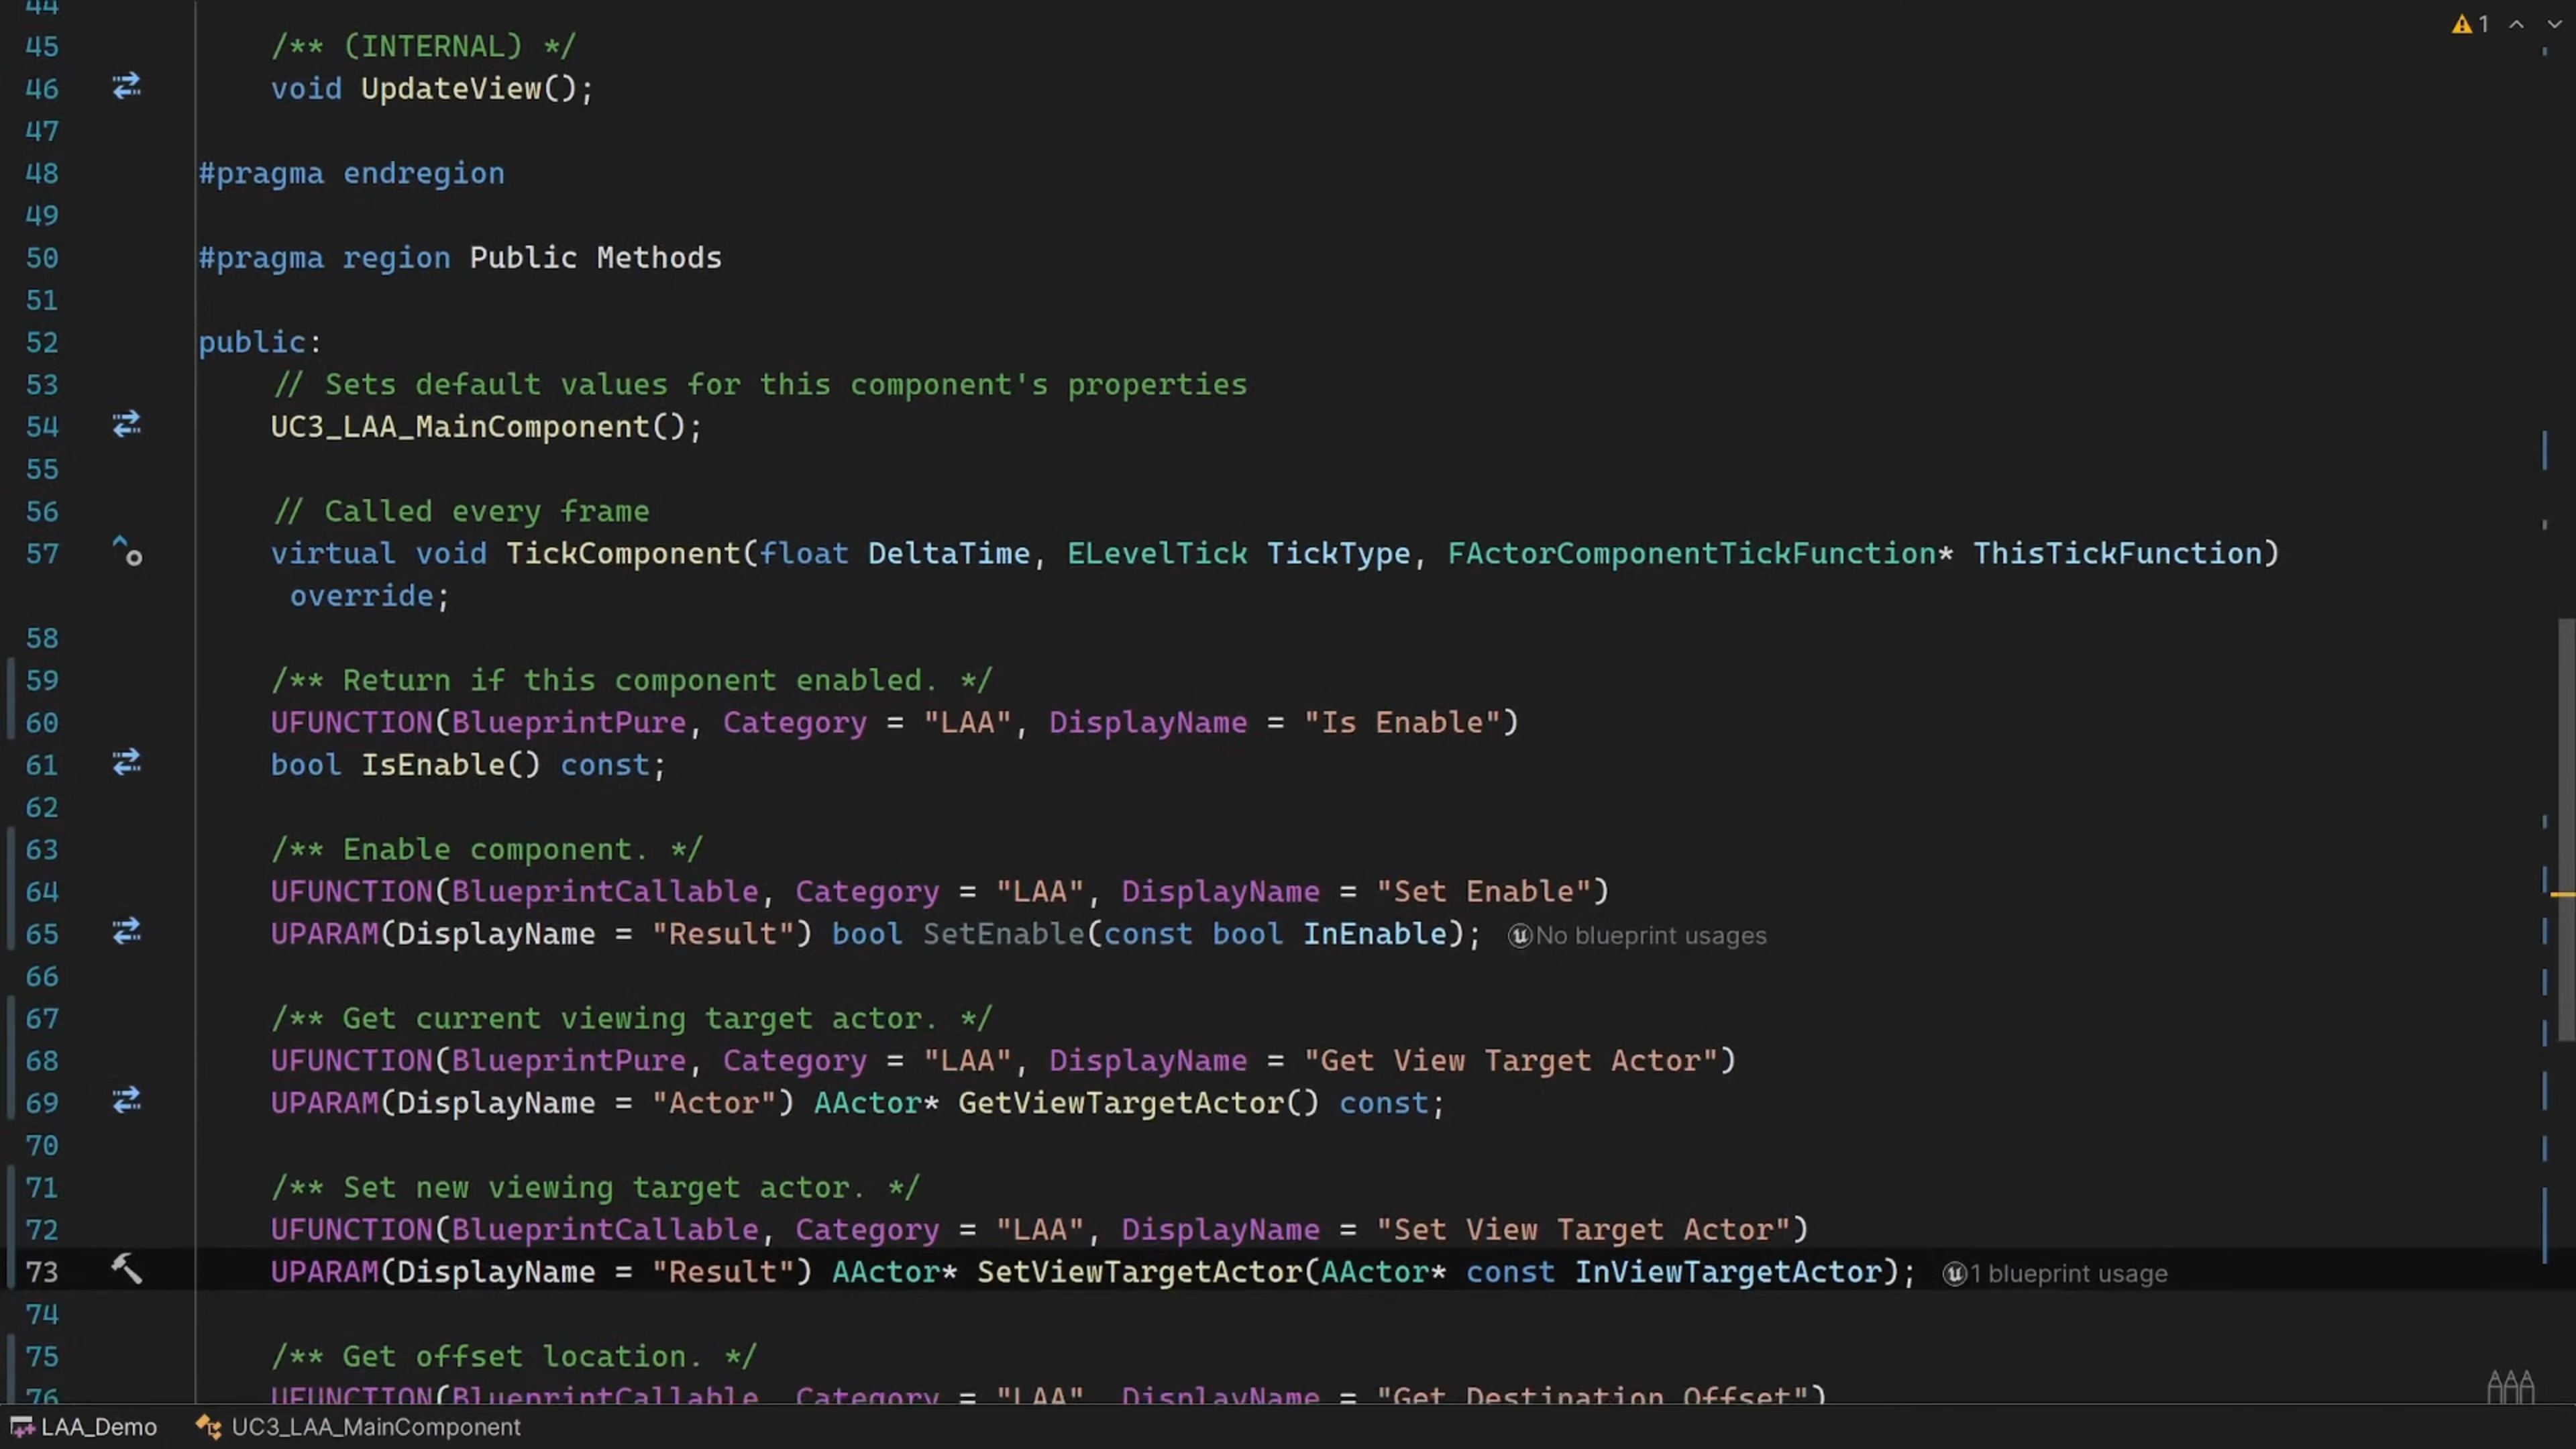 44
1
45 /** (INTERNAL) */
46 void UpdateView();
47
48 #pragma endregion
49
50 #pragma region Public Methods
51
52 public:
53 // Sets default values for this component's properties
54 UC3_LAA_MainComponent();
55
56 // Called every frame
57 virtual void TickComponent(float DeltaTime, ELevelTick TickType, FActorComponentTickFunction* ThisTickFunction)
override;
58
59 /** Return if this component enabled. */
60 UFUNCTION(BlueprintPure, Category = "LAA", DisplayName = "Is Enable")
61 bool IsEnable() const;
62
63 /** Enable component. */
64 UFUNCTION(BlueprintCallable, Category = "LAA", DisplayName = "Set Enable")
65 UPARAM(DisplayName = "Result") bool SetEnable(const bool InEnable); No blueprint usages
66
67 /** Get current viewing target actor. */
68 UFUNCTION(BlueprintPure, Category = "LAA", DisplayName = "Get View Target Actor")
69 UPARAM(DisplayName = "Actor") AActor* GetViewTargetActor() const;
70
71 /** Set new viewing target actor. */
72 UFUNCTION(BlueprintCallable, Category = "LAA", DisplayName = "Set View Target Actor")
73 UPARAM(DisplayName = "Result") AActor* SetViewTargetActor(AActor* const InViewTargetActor); 1 blueprint usage
74
75 /** Get offset location. */
76 UFUNCTION(BlueprintCallable, Category = "LAA", DisplayName = "Get Destination Offset")
LAA_Demo UC3_LAA_MainComponent